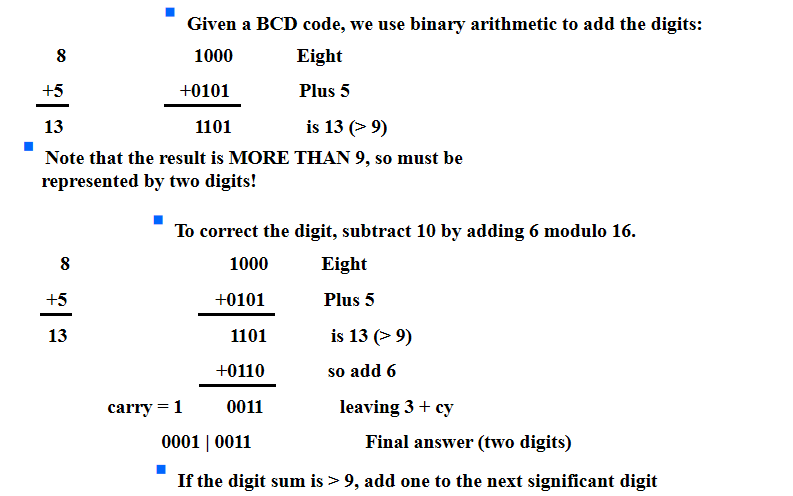 Given a BCD code, we use binary arithmetic to add the digits:
8 1000 Eight
+5 +0101 Plus 5
13 1101 is 13 (> 9)
Note that the result is MORE THAN 9, so must be
represented by two digits!
To correct the digit, subtract 10 by adding 6 modulo 16.
8 1000 Eight
+5 +0101 Plus 5
13 1101 is 13 (> 9)
+0110 so add 6
carry = 1 0011 leaving 3 + cy
0001 | 0011 Final answer (two digits)
If the digit sum is > 9, add one to the next significant digit